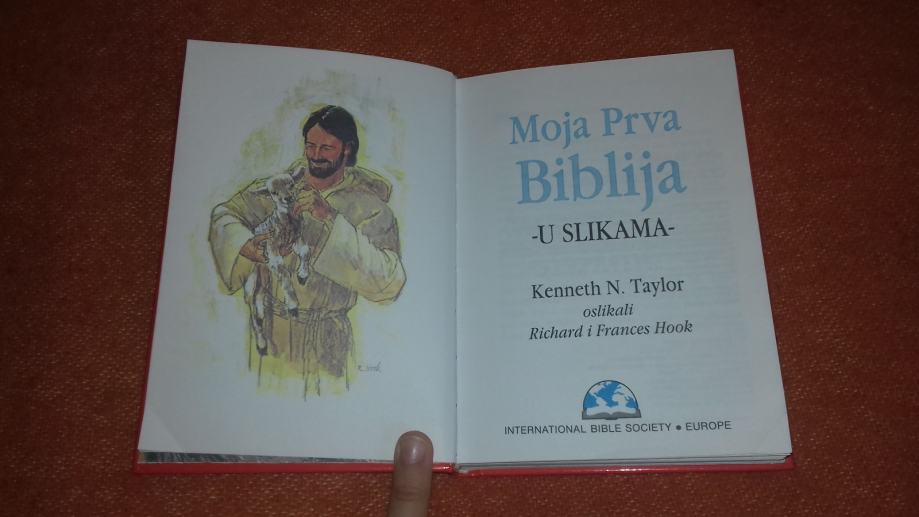 Moja Prva
Biblija
-U SLIKAMA-
Kenneth N. Taylor
oslikali
Richard i Frances Hook
INTERNATIONAL BIBLE SOCIETY • EUROPE